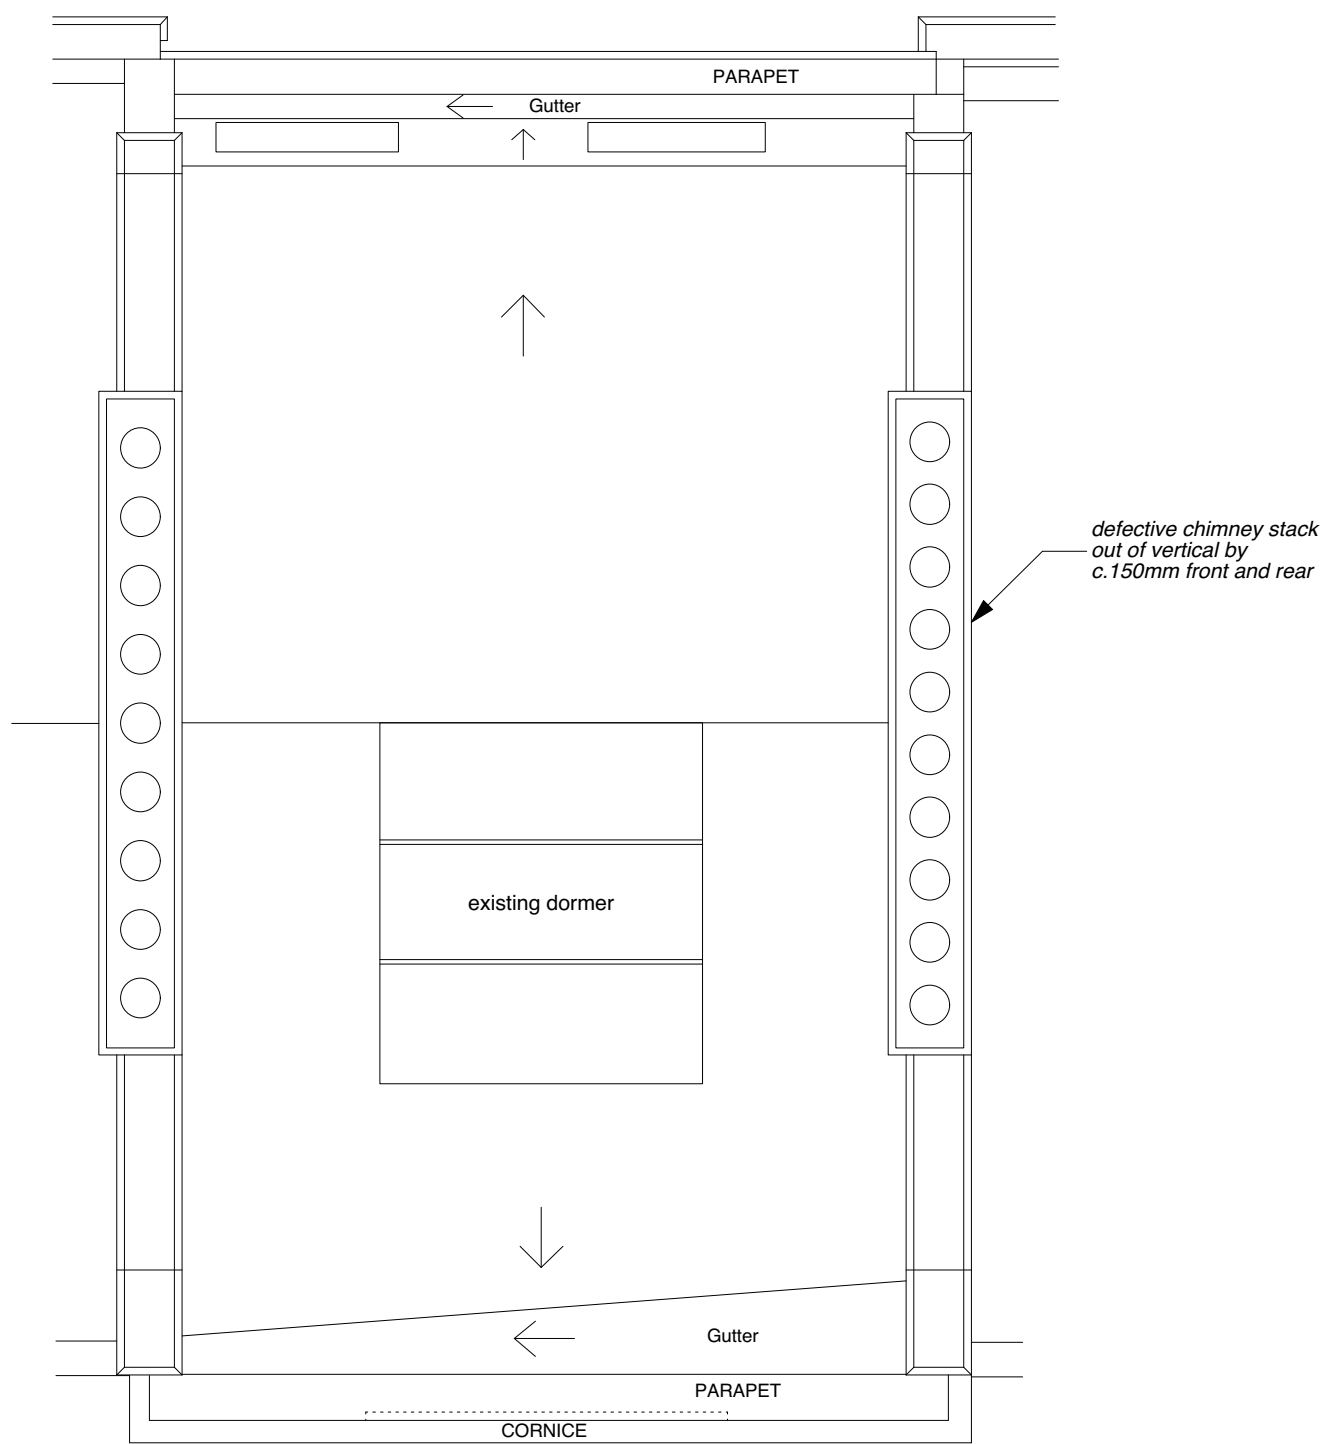 PARAPET
Gutter
defective chimney stack
out of vertical by
c.150mm front and rear
existing dormer
Gutter
PARAPET
CORNICE